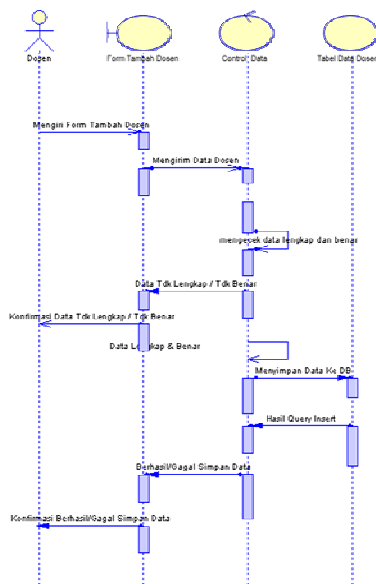 Dosen
Form Tambah Dosen
Control Data
Tabel Data Dosen
Mengiri Form Tambah Dosen
Mengirim Data Dosen
mengecek data lengkap dan benar
Data Tdk Lengkap / Tdk Benar
Konfirmasi Data Tdk Lengkap / Tdk Benar
Data Lengkap & Benar
Menyimpan Data Ke DB
Hasil Query Insert
Berhasil/Gagal Simpan Data
Konfirmasi Berhasil/Gagal Simpan Data